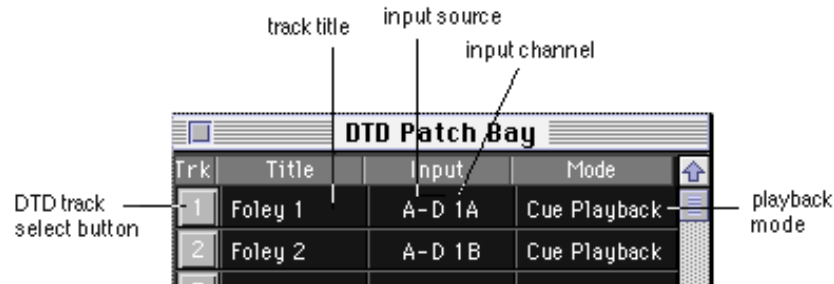 input source
track title
input channel
DTD Patch Bay
Trk Title Input Mode
DTD track
select button
1 Foley 1 A-D 1A Cue Playback
playback
mode
2 Foley 2 A-D 1B Cue Playback